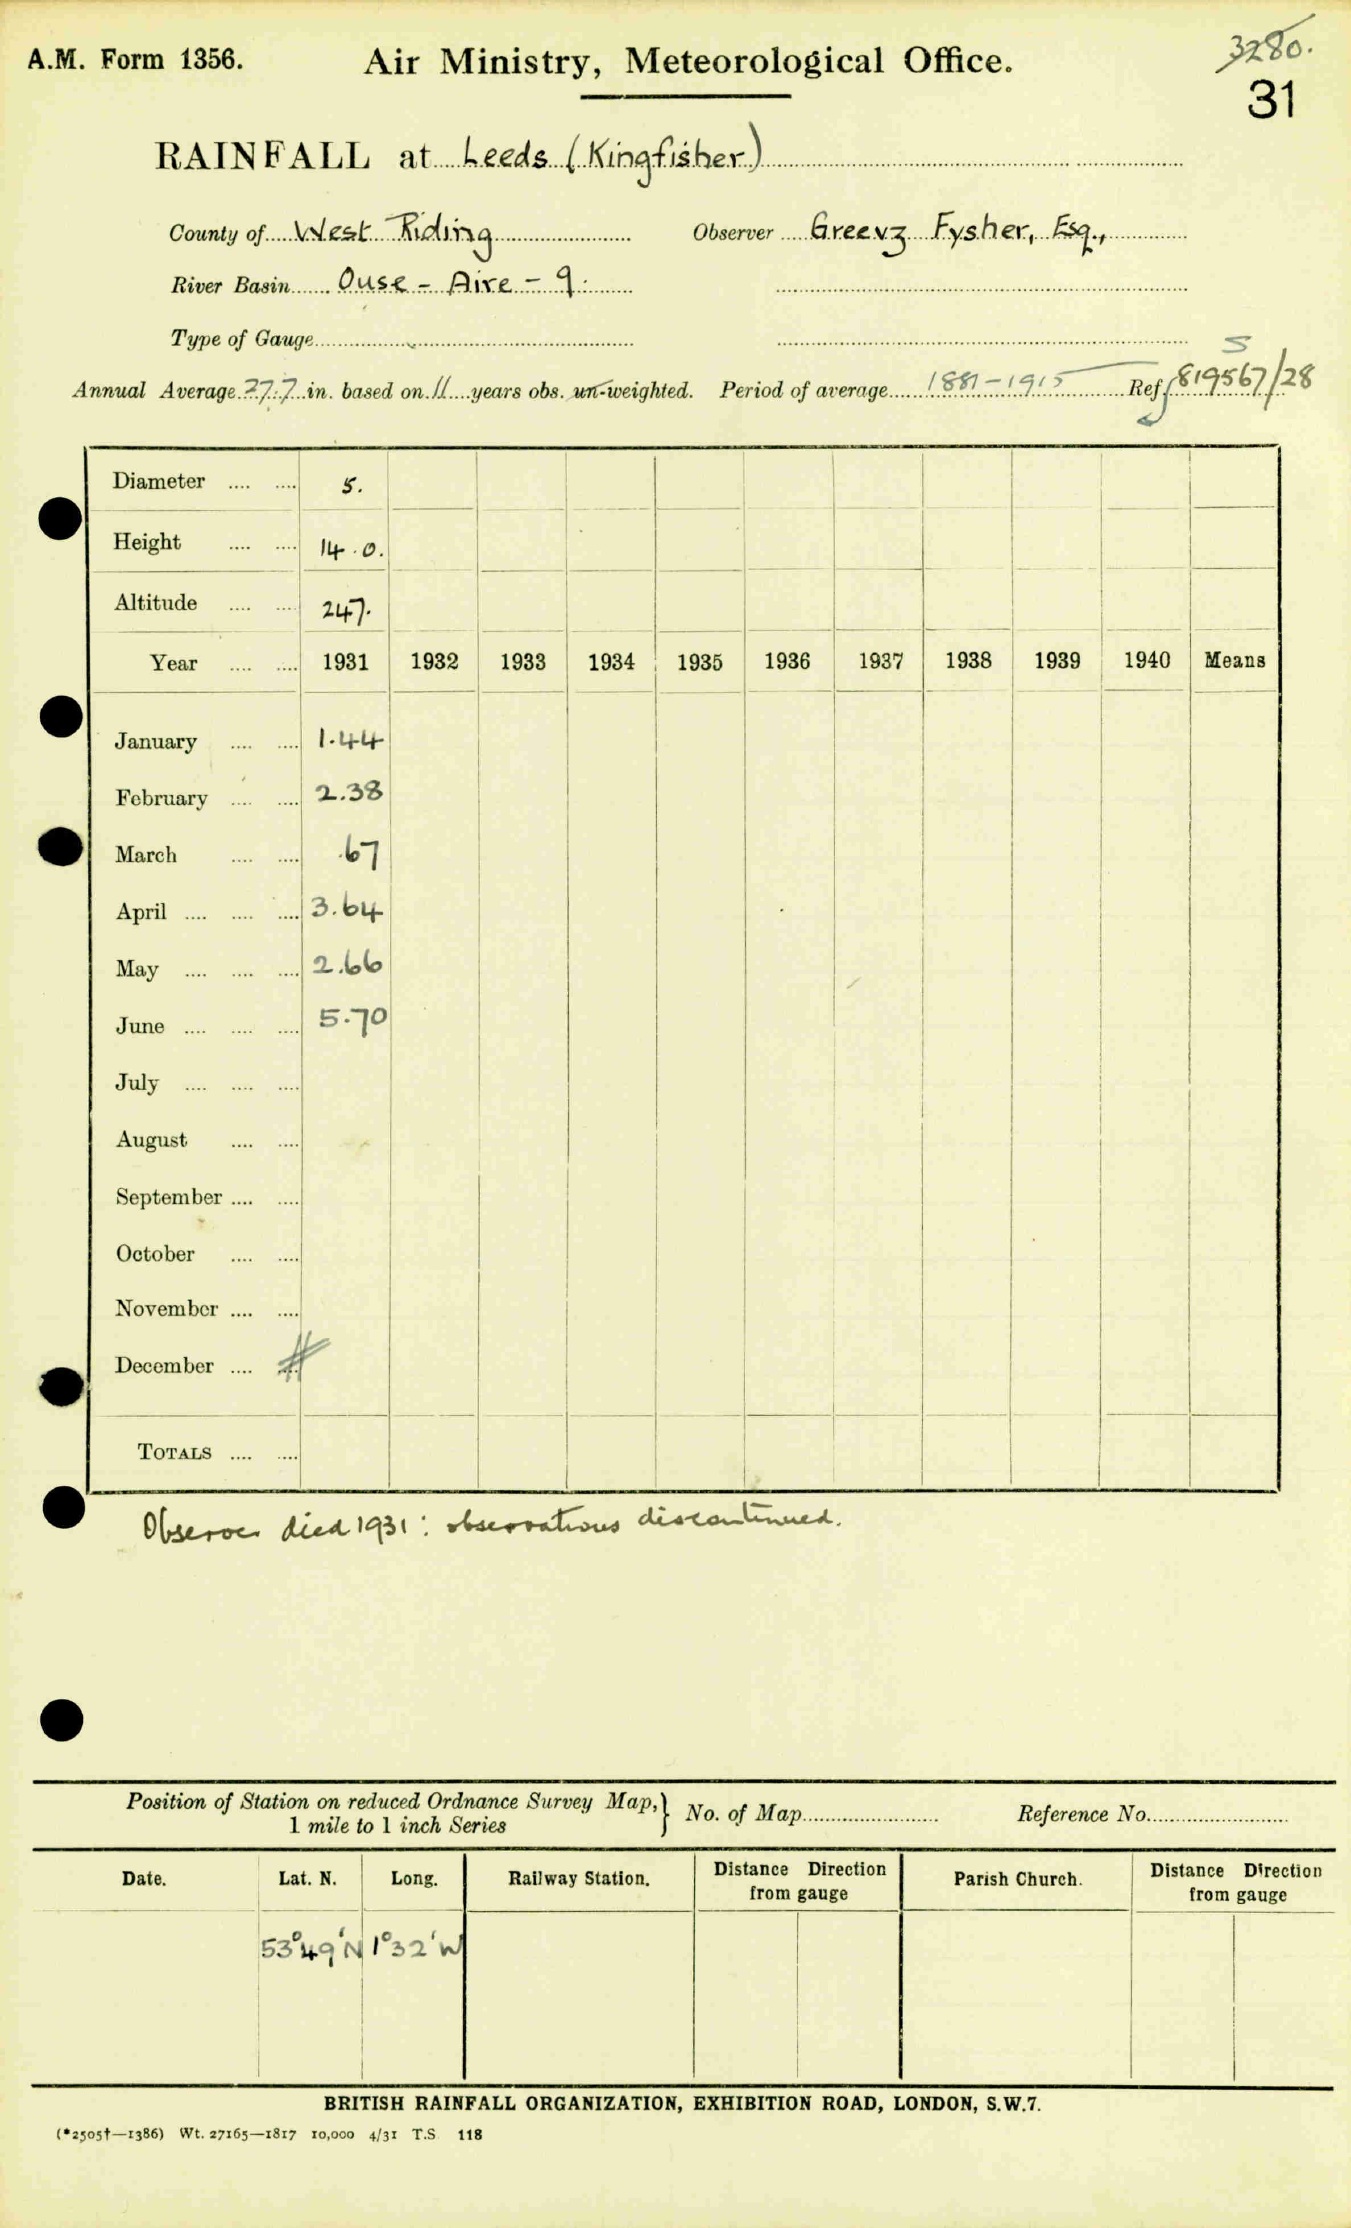 A.M. Form 1356. Air Ministry, Meteorological Office. 3280.
31
RAINFALL at Leeds (Kingfisher)
County of West Riding Observer Greevz Fysher, Esq.,
River Basin Ouse - Aire - 9.
Type of Gauge
S
Annual Average 27.7 in. based on 11 years obs. un-weighted. Period of average 1881-1915 Ref. 819567/28
Diameter 5.
Height 14.0.
Altitude 247.
Year 1931 1932 1933 1934 1935 1936 1937 1938 1939 1940 Means
January 1.44
February 2.38
March .67
April 3.64
May 2.66
June 5.70
July
August
September
October
November
December
TOTALS
Observer died 1931: observations discontinued.
Position of Station on reduced Ordnance Survey Map,} No. of Map Reference No.
1 mile to 1 inch Series
Date. Lat. N. Long. Railway Station. Distance Direction from gauge Parish Church. Distance Direction from gauge
53°49'N 1°32'W
BRITISH RAINFALL ORGANIZATION, EXHIBITION ROAD, LONDON, S.W.7.
(*2505†—1386) Wt. 27165—1817 10,000 4/31 T.S 118